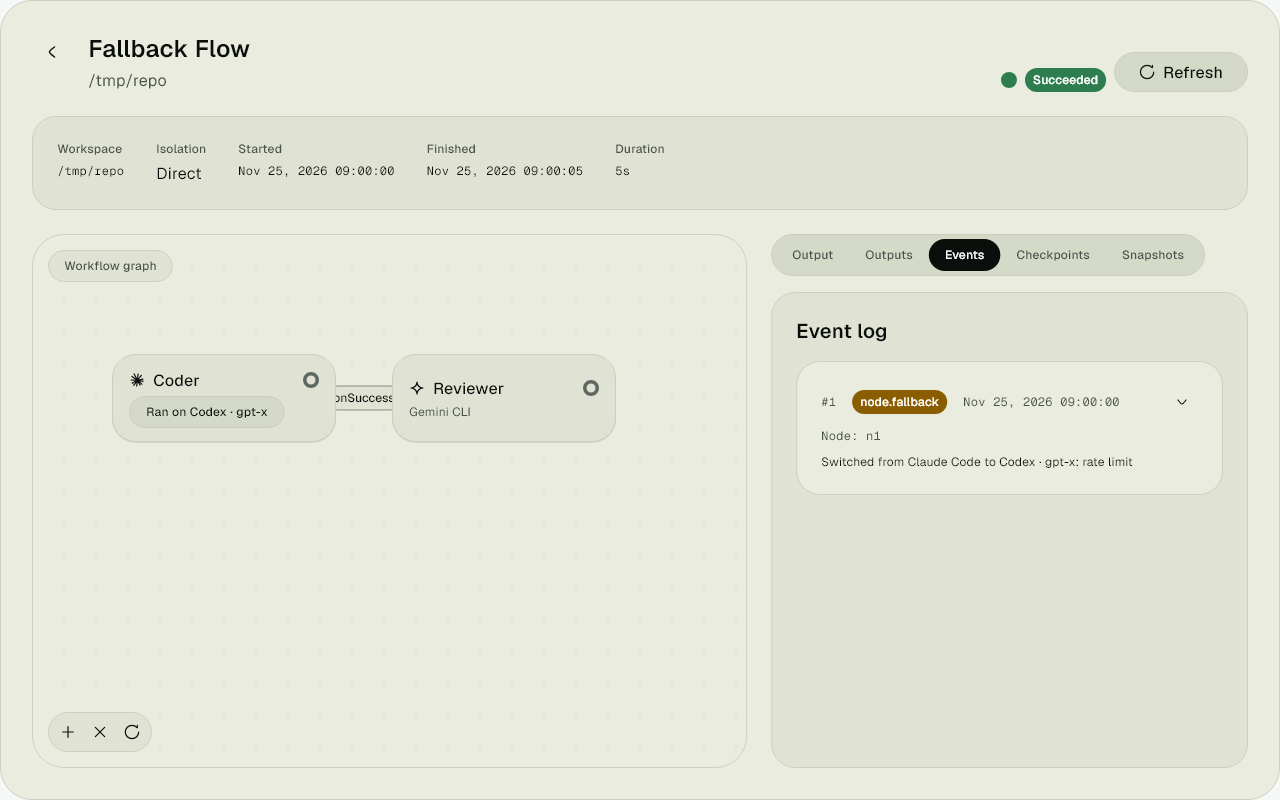 Fallback Flow
/tmp/repo
Succeeded
Refresh
Workspace
/tmp/repo
Isolation
Direct
Started
Nov 25, 2026 09:00:00
Finished
Nov 25, 2026 09:00:05
Duration
5s
Workflow graph
Coder
Ran on Codex · gpt-x
onSuccess
Reviewer
Gemini CLI
Output
Outputs
Events
Checkpoints
Snapshots
Event log
#1
node.fallback
Nov 25, 2026 09:00:00
Node: n1
Switched from Claude Code to Codex · gpt-x: rate limit